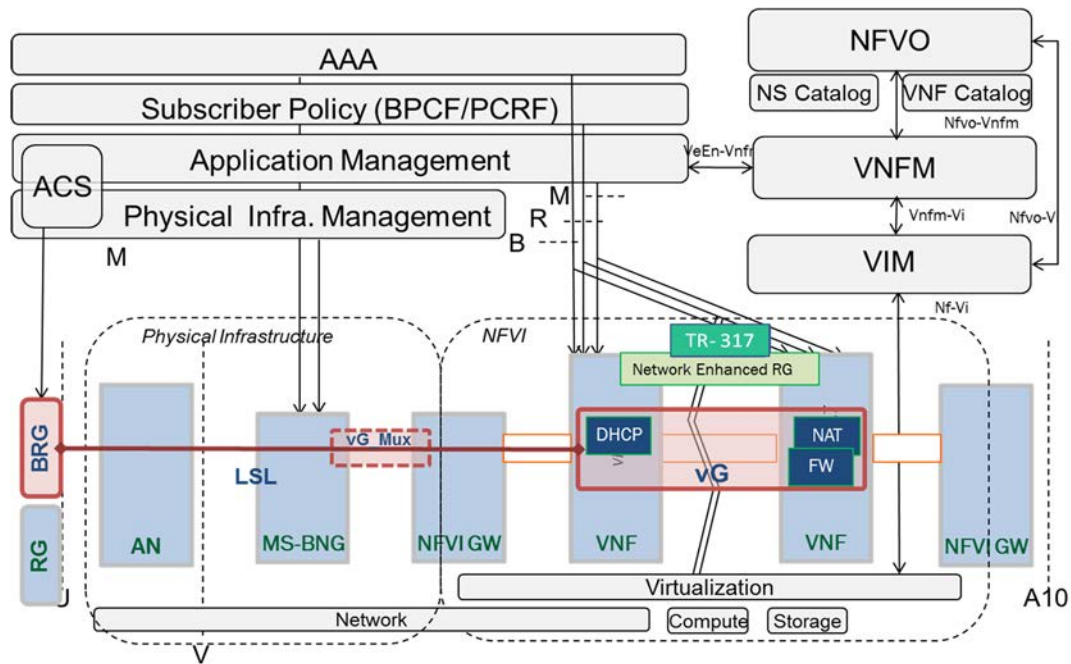 AAA
Subscriber Policy (BPCF/PCRF)
Application Management
ACS
Physical Infra. Management
NFVO
NS Catalog
VNF Catalog
Nfvo-Vnfm
VeEn-Vnfr
VNFM
Vnfm-Vi
Nfvo-V
VIM
Nf-Vi
M
R
B
M
Physical Infrastructure
NFVI
TR-317
Network Enhanced RG
BRG
vG Mux
LSL
DHCP
NAT
FW
vG
RG
AN
MS-BNG
NFVI GW
VNF
VNF
NFVI GW
Virtualization
A10
Network
Compute
Storage
V